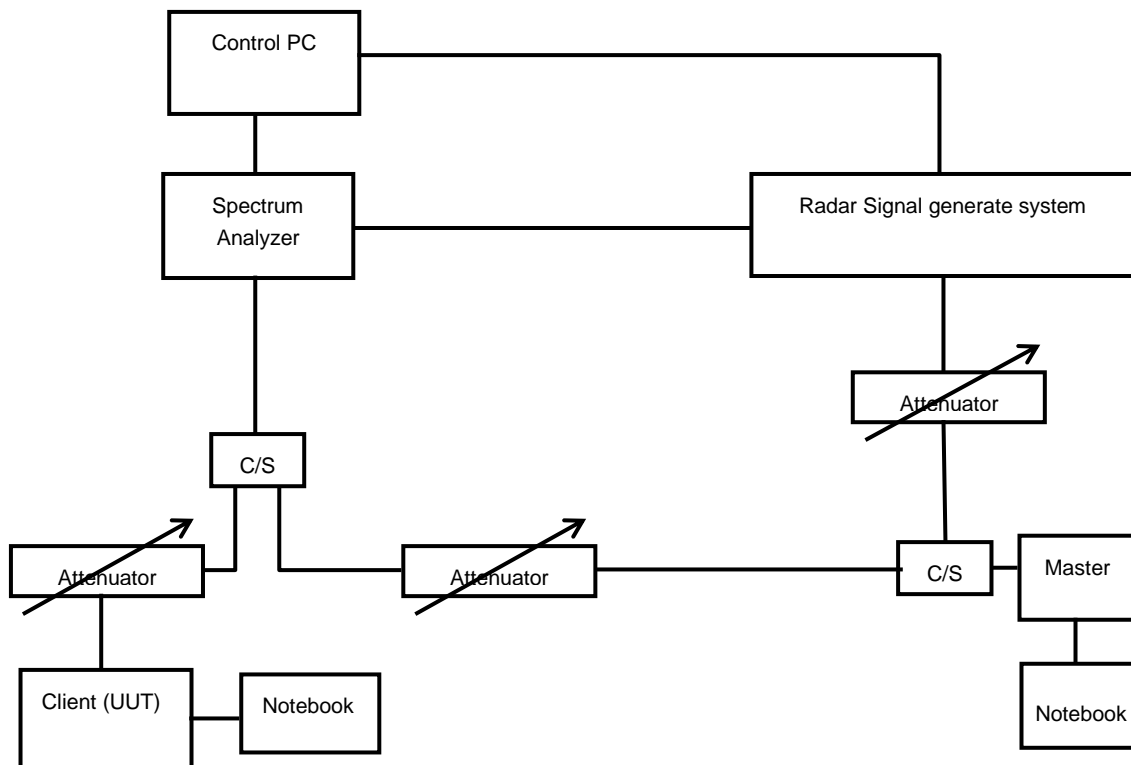 Control PC
Spectrum
Analyzer
Radar Signal generate system
Attenuator
C/S
Attenuator
Attenuator
C/S
Master
Client (UUT)
Notebook
Notebook